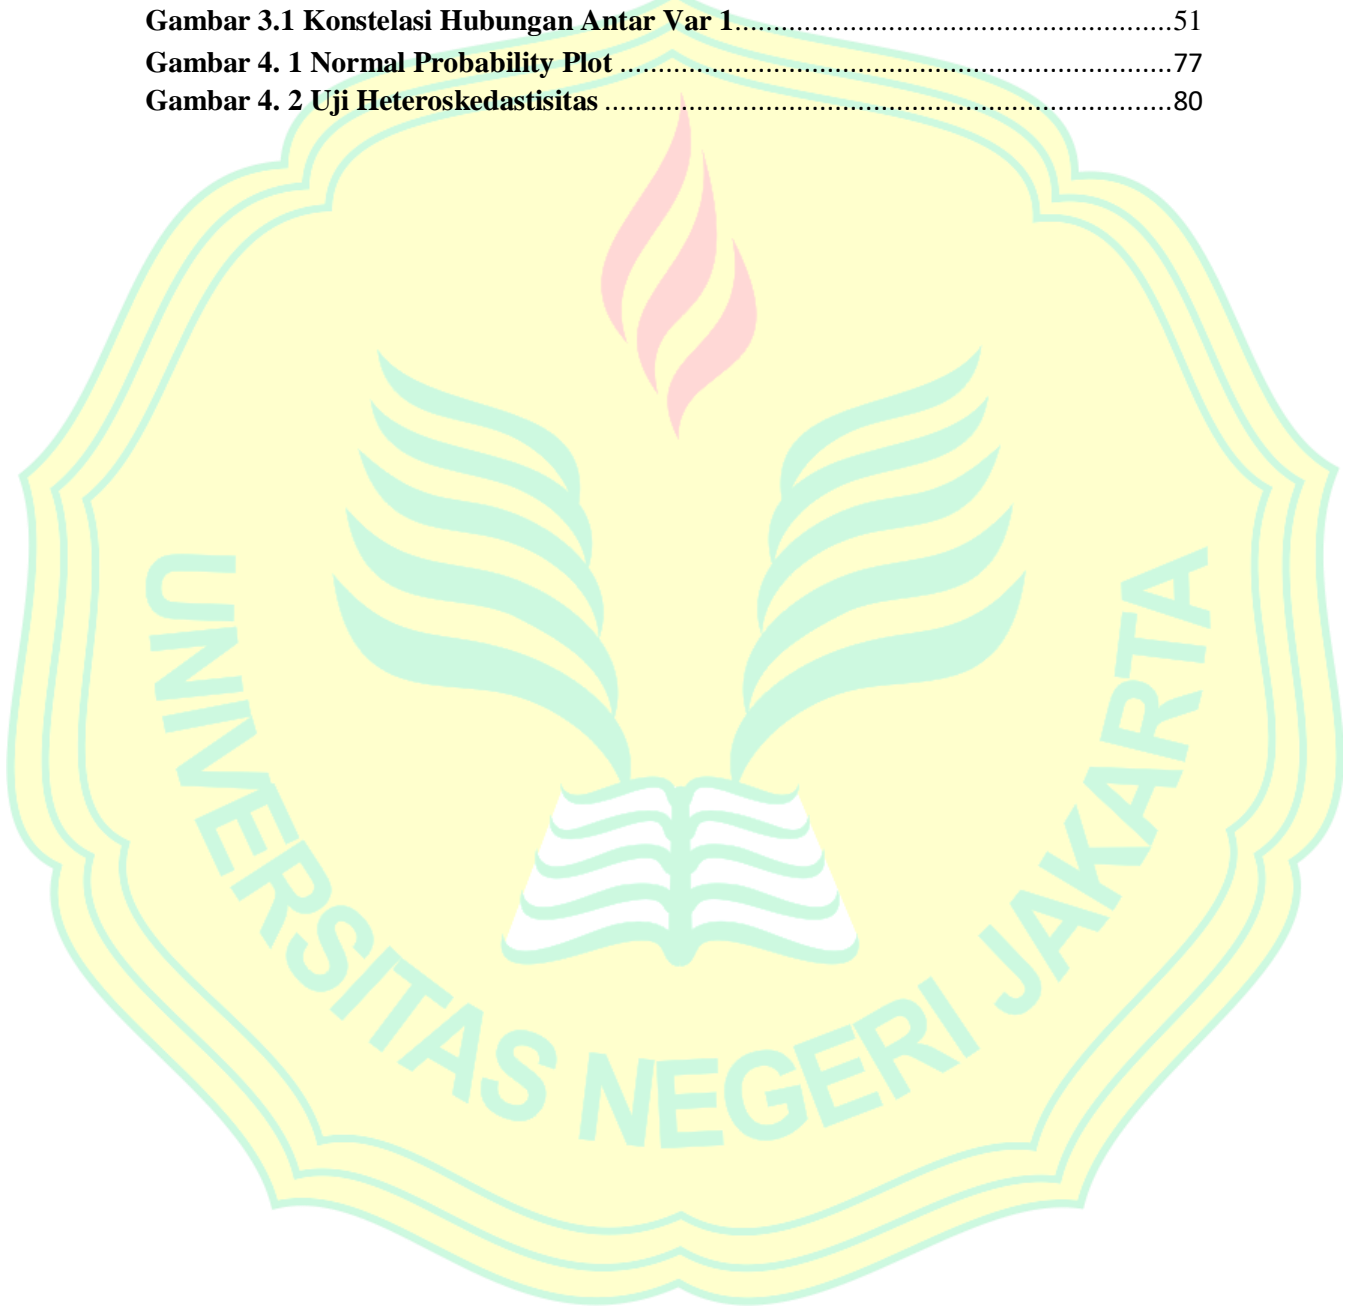 Gambar 3.1 Konstelasi Hubungan Antar Var 1.........................................................51
Gambar 4. 1 Normal Probability Plot ........................................................................77
Gambar 4. 2 Uji Heteroskedastisitas ..........................................................................80
UNIVERSITAS NEGERI JAKARTA